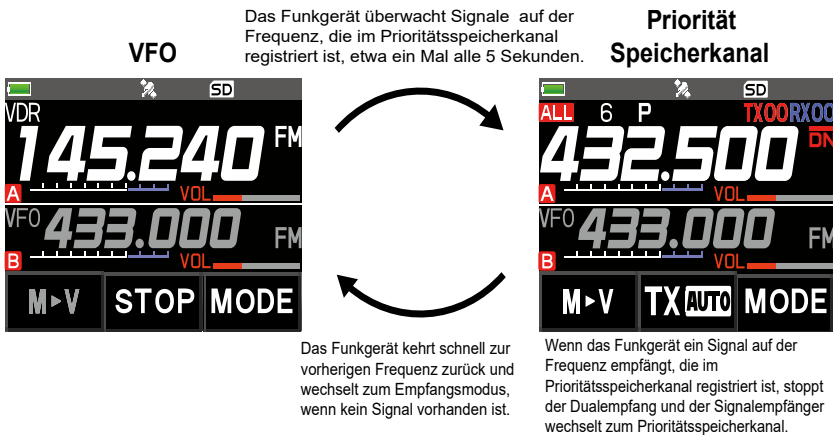 VFO
Das Funkgerät überwacht Signale auf der
Frequenz, die im Prioritätsspeicherkanal
registriert ist, etwa ein Mal alle 5 Sekunden.
Priorität
Speicherkanal
SD
VDR
145.240 FM
A VOL
VFO 433.000 FM
B VOL
M▶V STOP MODE
SD
ALL 6 P TX00RX00
432.500 DN
A VOL
VFO 433.000 FM
B VOL
M▶V TX AUTO MODE
Das Funkgerät kehrt schnell zur
vorherigen Frequenz zurück und
wechselt zum Empfangsmodus,
wenn kein Signal vorhanden ist.
Wenn das Funkgerät ein Signal auf der
Frequenz empfängt, die im
Prioritätsspeicherkanal registriert ist, stoppt
der Dualempfang und der Signalempfänger
wechselt zum Prioritätsspeicherkanal.